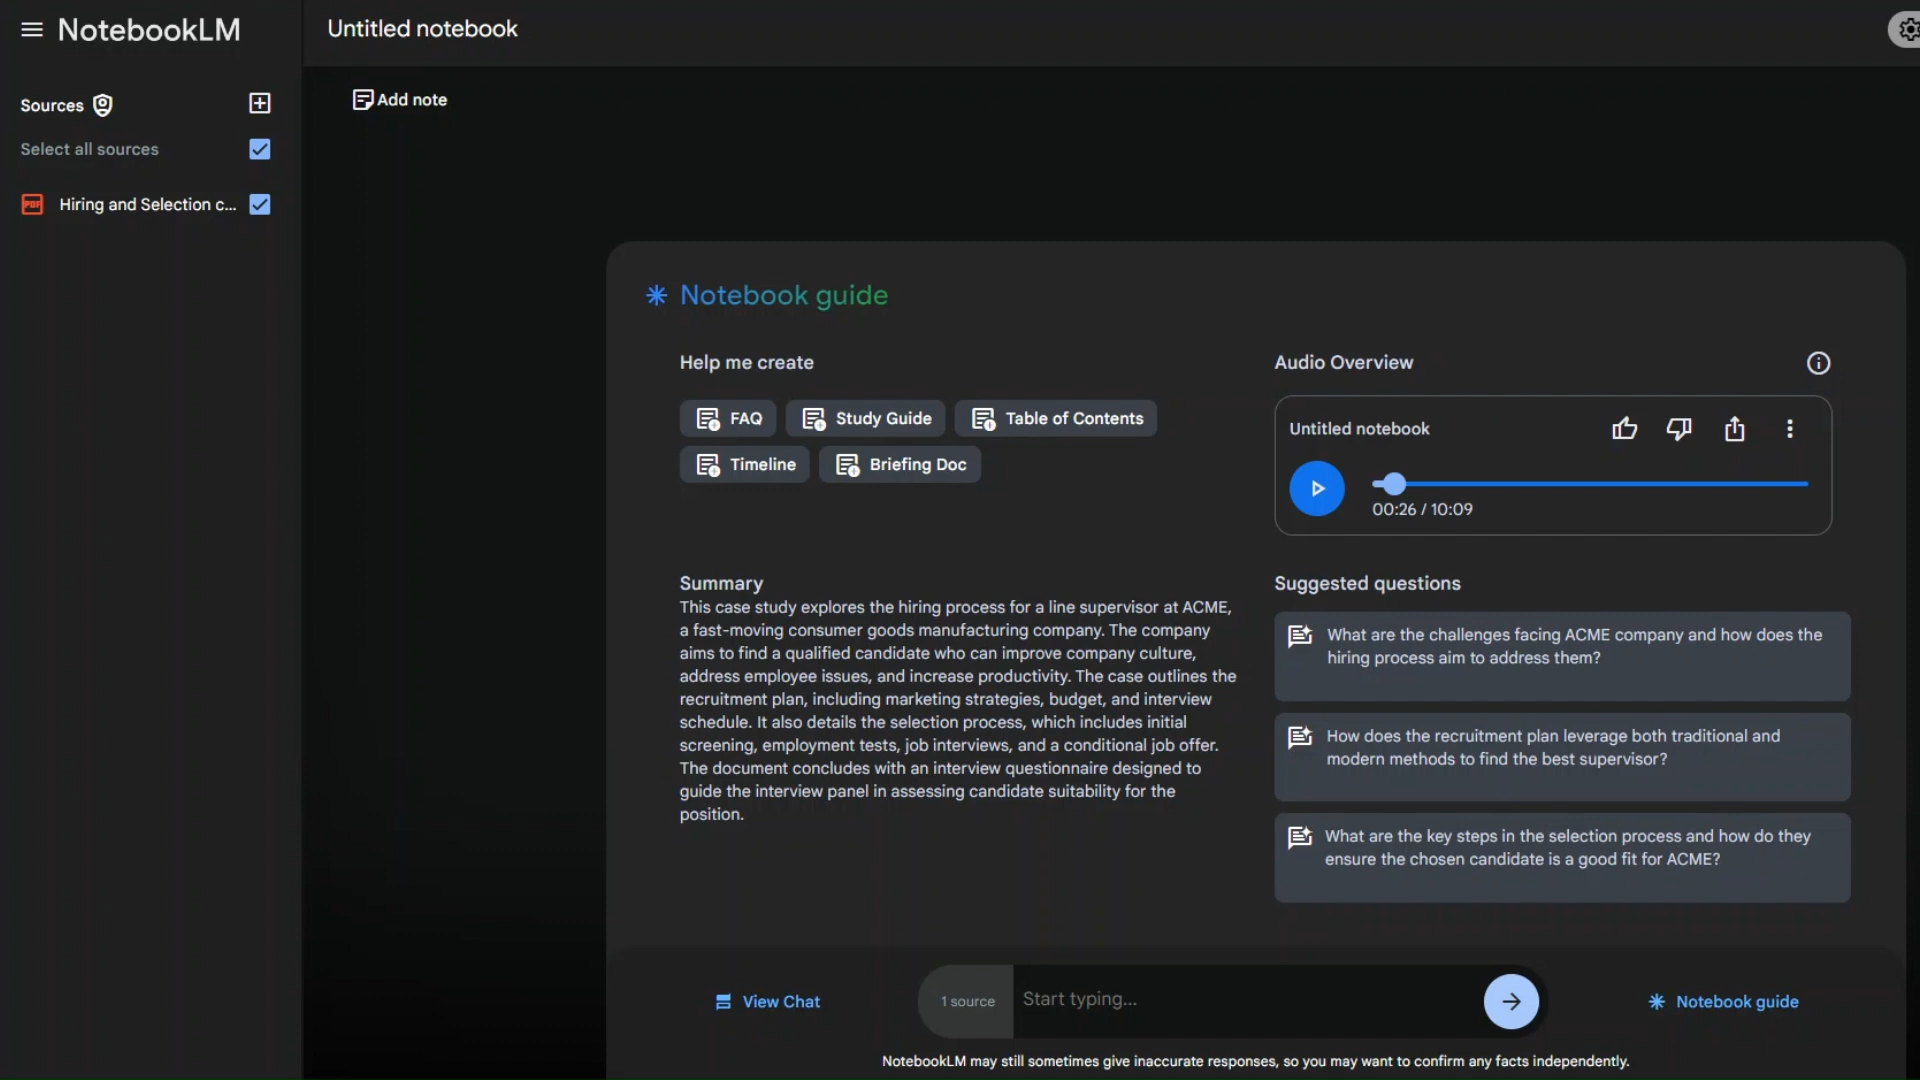 NotebookLM
Untitled notebook
Sources
Select all sources
PDF
Hiring and Selection c...
Add note
Notebook guide
Help me create
FAQ
Study Guide
Table of Contents
Timeline
Briefing Doc
Audio Overview
Untitled notebook
00:26 / 10:09
Summary
This case study explores the hiring process for a line supervisor at ACME,
a fast-moving consumer goods manufacturing company. The company
aims to find a qualified candidate who can improve company culture,
address employee issues, and increase productivity. The case outlines the
recruitment plan, including marketing strategies, budget, and interview
schedule. It also details the selection process, which includes initial
screening, employment tests, job interviews, and a conditional job offer.
The document concludes with an interview questionnaire designed to
guide the interview panel in assessing candidate suitability for the
position.
Suggested questions
What are the challenges facing ACME company and how does the
hiring process aim to address them?
How does the recruitment plan leverage both traditional and
modern methods to find the best supervisor?
What are the key steps in the selection process and how do they
ensure the chosen candidate is a good fit for ACME?
View Chat
1 source
Start typing...
Notebook guide
NotebookLM may still sometimes give inaccurate responses, so you may want to confirm any facts independently.